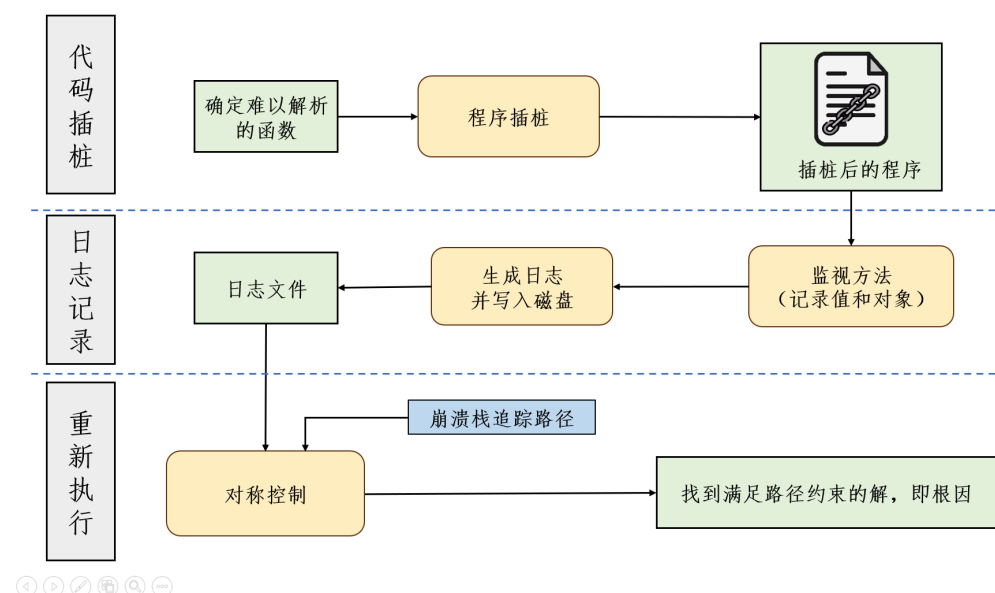 代码插桩
确定难以解析
的函数
程序插桩
插桩后的程序
日志记录
日志文件
生成日志
并写入磁盘
监视方法
（记录值和对象）
重新执行
崩溃栈追踪路径
对称控制
找到满足路径约束的解，即根因